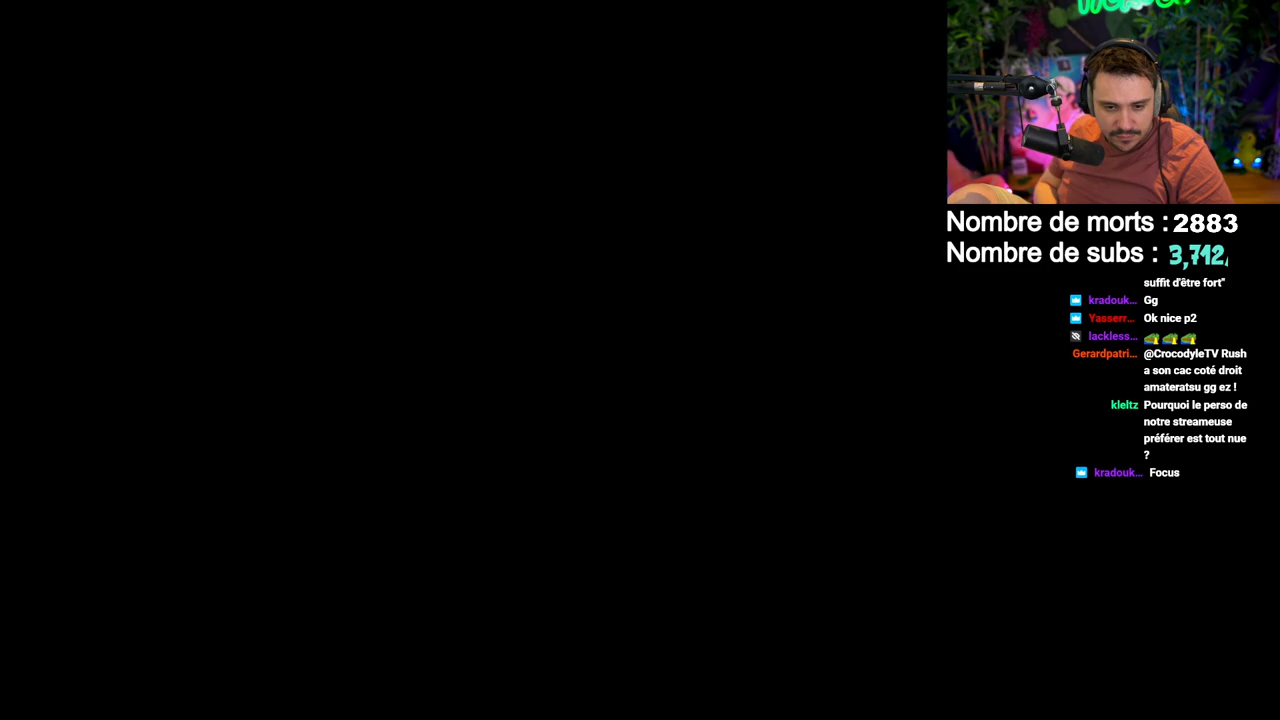 Nombre de morts : 2883
Nombre de subs : 3,712
suffit d'être fort"
kradouk... Gg
Yasserr... Ok nice p2
lackless...
Gerardpatri... @CrocodyleTV Rush
a son cac coté droit
amateratsu gg ez !
kleltz Pourquoi le perso de
notre streameuse
préférer est tout nue
?
kradouk... Focus